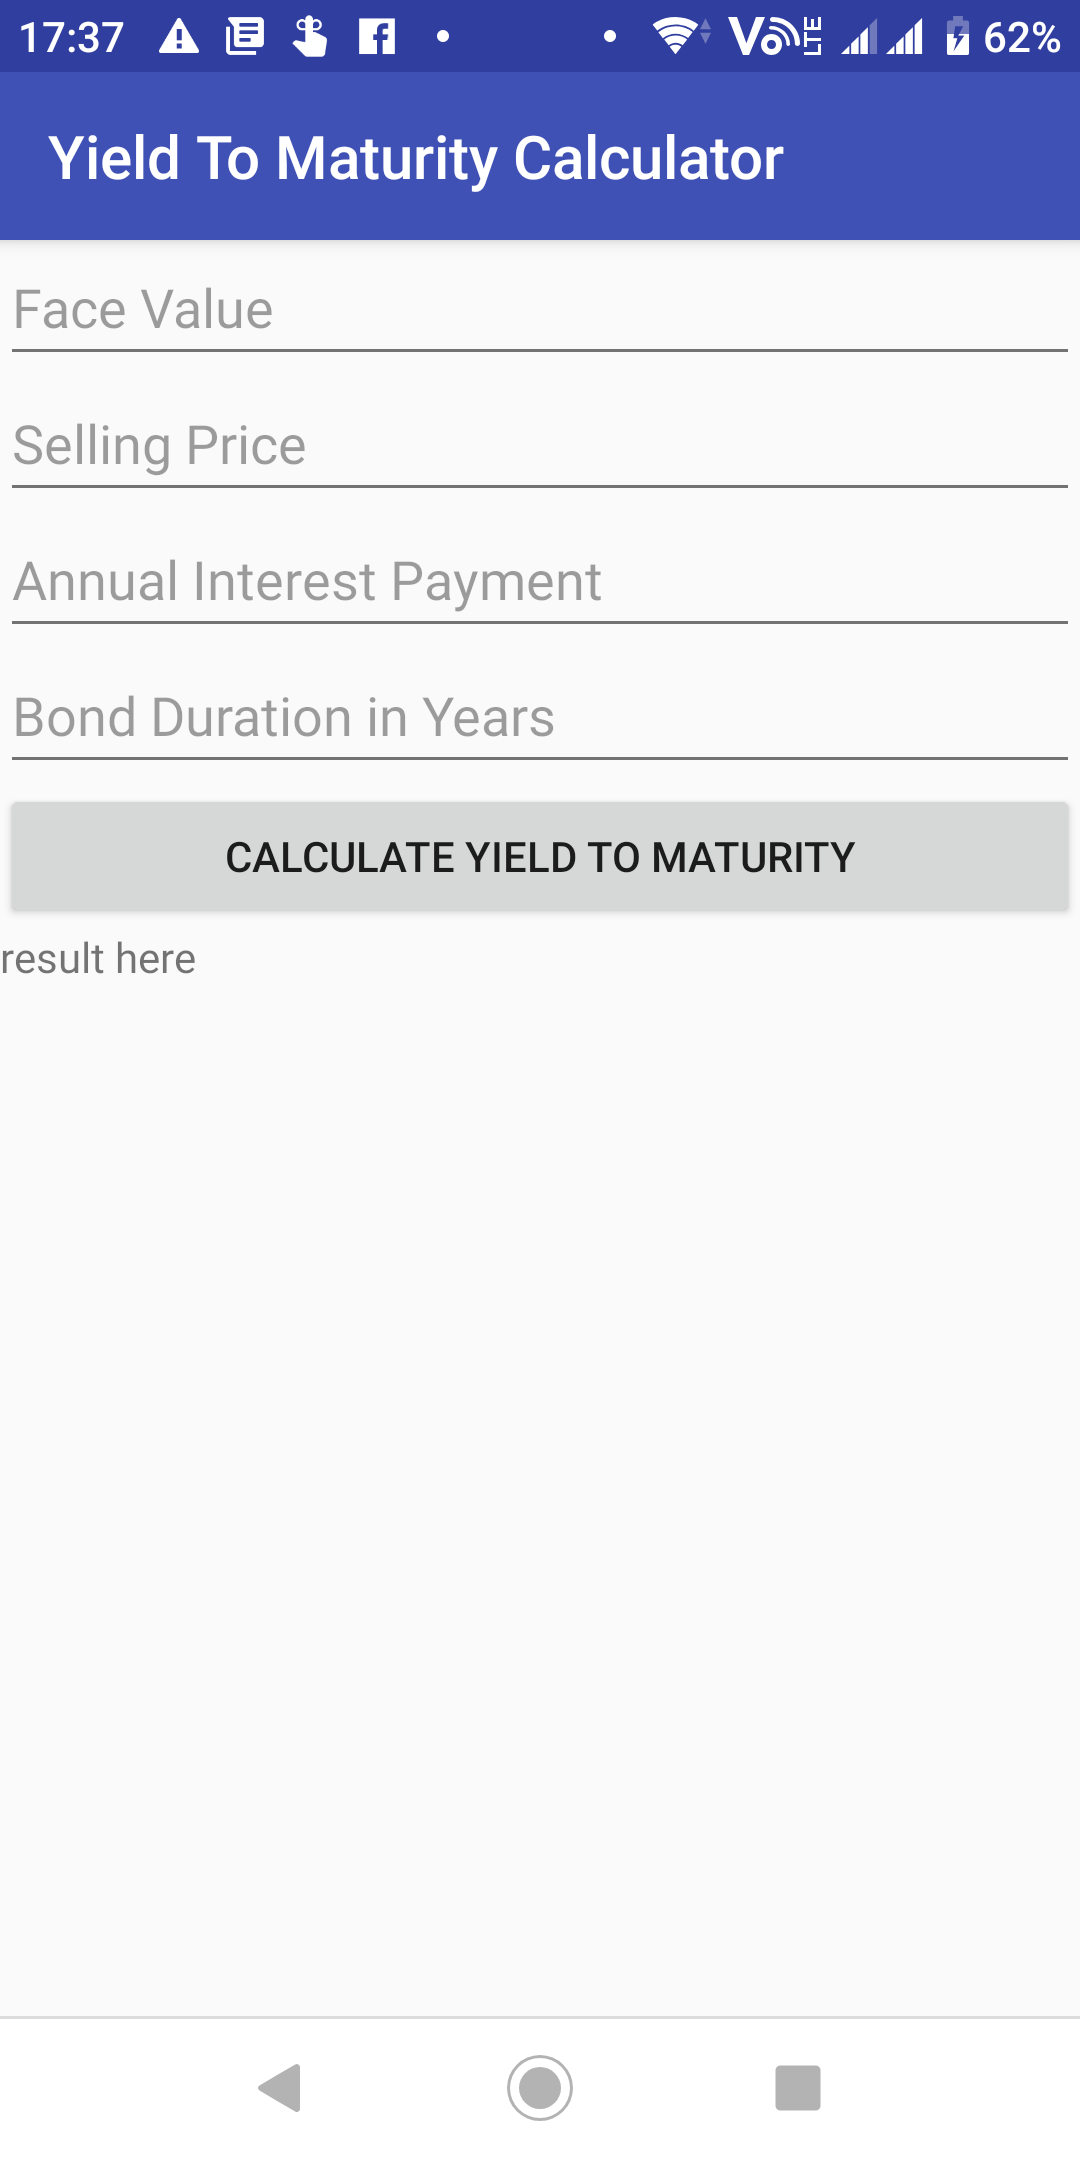 17:37 VoLTE 62%
Yield To Maturity Calculator
Face Value
Selling Price
Annual Interest Payment
Bond Duration in Years
CALCULATE YIELD TO MATURITY
result here